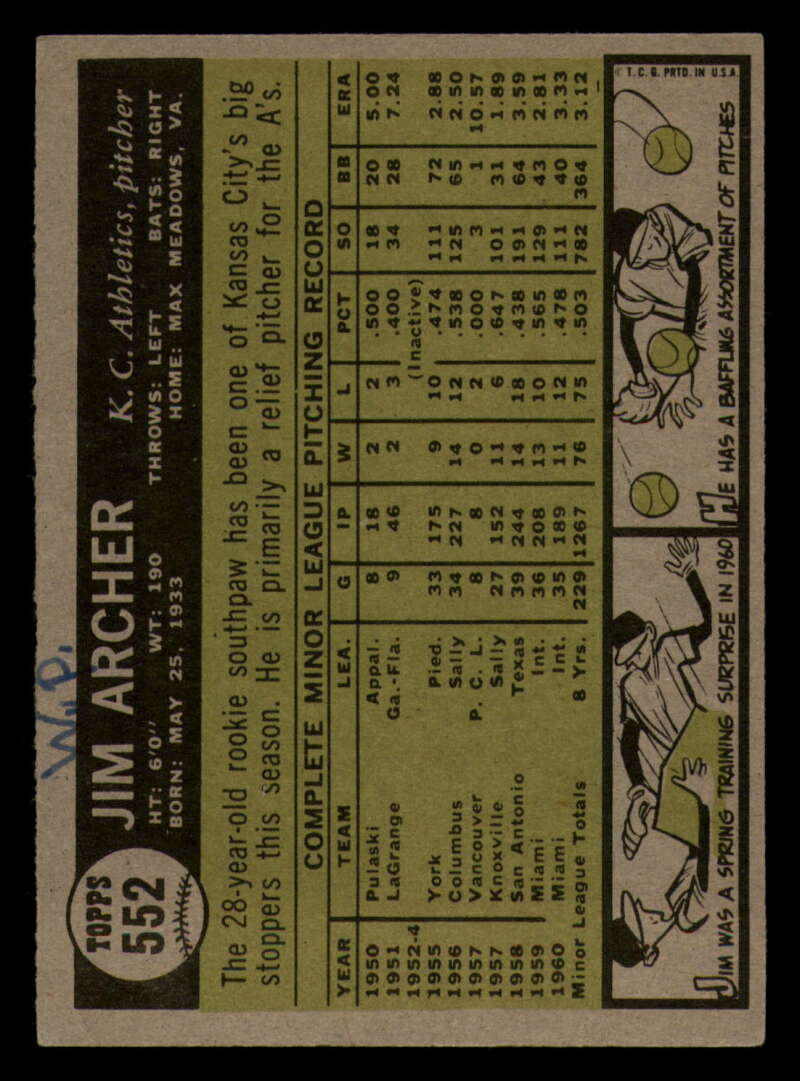 W.P.
TOPPS
552
JIM ARCHER K. C. Athletics, pitcher
HT: 6'0" WT: 190 THROWS: LEFT BATS: RIGHT
BORN: MAY 25, 1933 HOME: MAX MEADOWS, VA.
The 28-year-old rookie southpaw has been one of Kansas City's big
stoppers this season. He is primarily a relief pitcher for the A's.
COMPLETE MINOR LEAGUE PITCHING RECORD
YEAR TEAM LEA. G IP W L PCT SO BB ERA
1950 Pulaski Appal. 8 18 2 2 .500 18 20 5.00
1951 LaGrange Ga.-Fla. 9 46 2 3 .400 34 28 7.24
1952-4 (Inactive)
1955 York Pied. 33 175 9 10 .474 111 72 2.88
1956 Columbus Sally 34 227 14 12 .538 125 65 2.50
1957 Vancouver P. C. L. 8 8 0 2 .000 3 1 10.57
1957 Knoxville Sally 27 152 11 6 .647 101 31 1.89
1958 San Antonio Texas 39 244 14 18 .438 191 64 3.59
1959 Miami Int. 36 208 13 10 .565 129 43 2.81
1960 Miami Int. 35 189 11 12 .478 111 40 3.33
Minor League Totals 8 Yrs. 229 1267 76 75 .503 782 364 3.12
JIM WAS A SPRING TRAINING SURPRISE IN 1960
HE HAS A BAFFLING ASSORTMENT OF PITCHES
© T. C. G. PRTD. IN U.S.A.